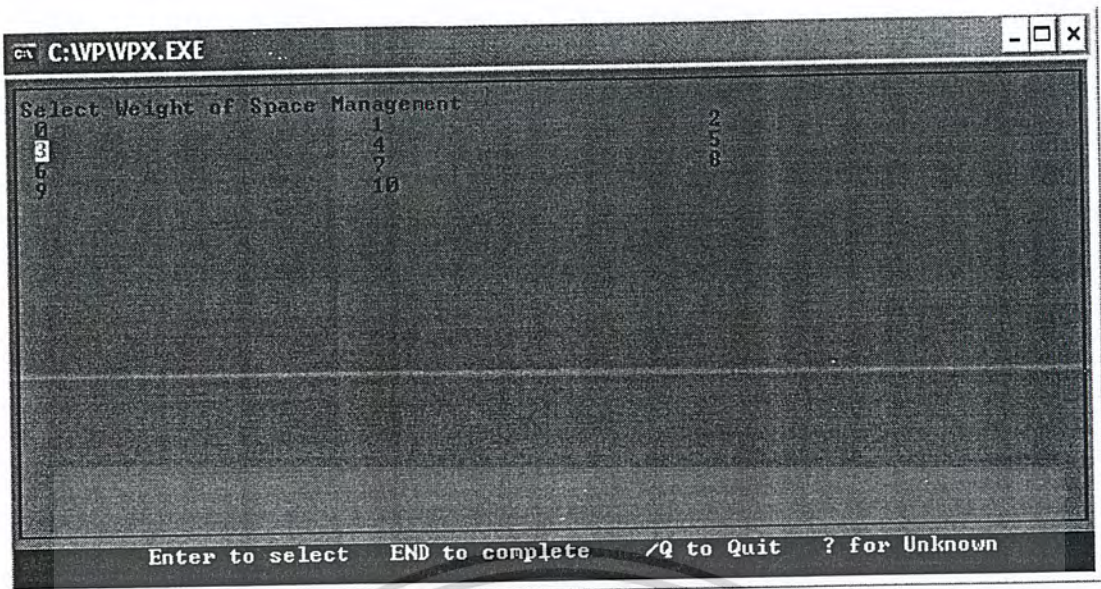 C:\VP\VPX.EXE
Select Weight of Space Management
0 1 2
3 4 5
6 7 8
9 10
Enter to select END to complete /Q to Quit ? for Unknown